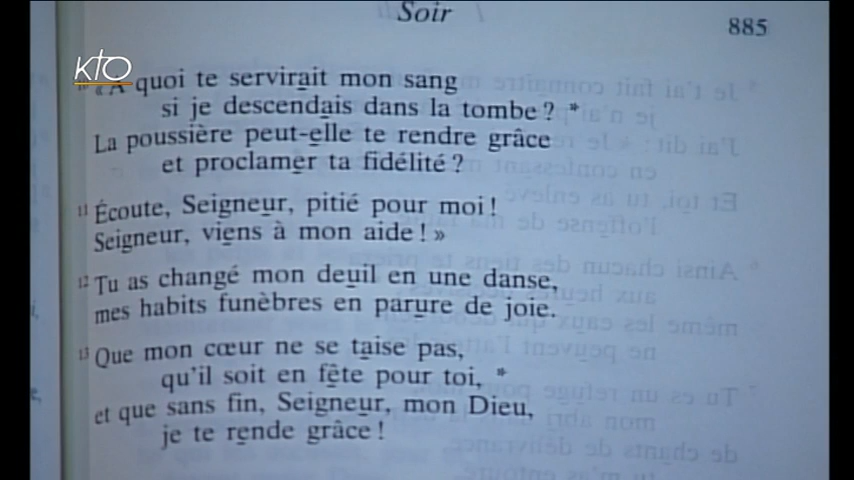 Soir
885
KTO
« À quoi te servirait mon sang
si je descendais dans la tombe ? *
La poussière peut-elle te rendre grâce
et proclamer ta fidélité ?
11 Écoute, Seigneur, pitié pour moi !
Seigneur, viens à mon aide ! »
12 Tu as changé mon deuil en une danse,
mes habits funèbres en parure de joie.
13 Que mon cœur ne se taise pas,
qu'il soit en fête pour toi, *
et que sans fin, Seigneur, mon Dieu,
je te rende grâce !